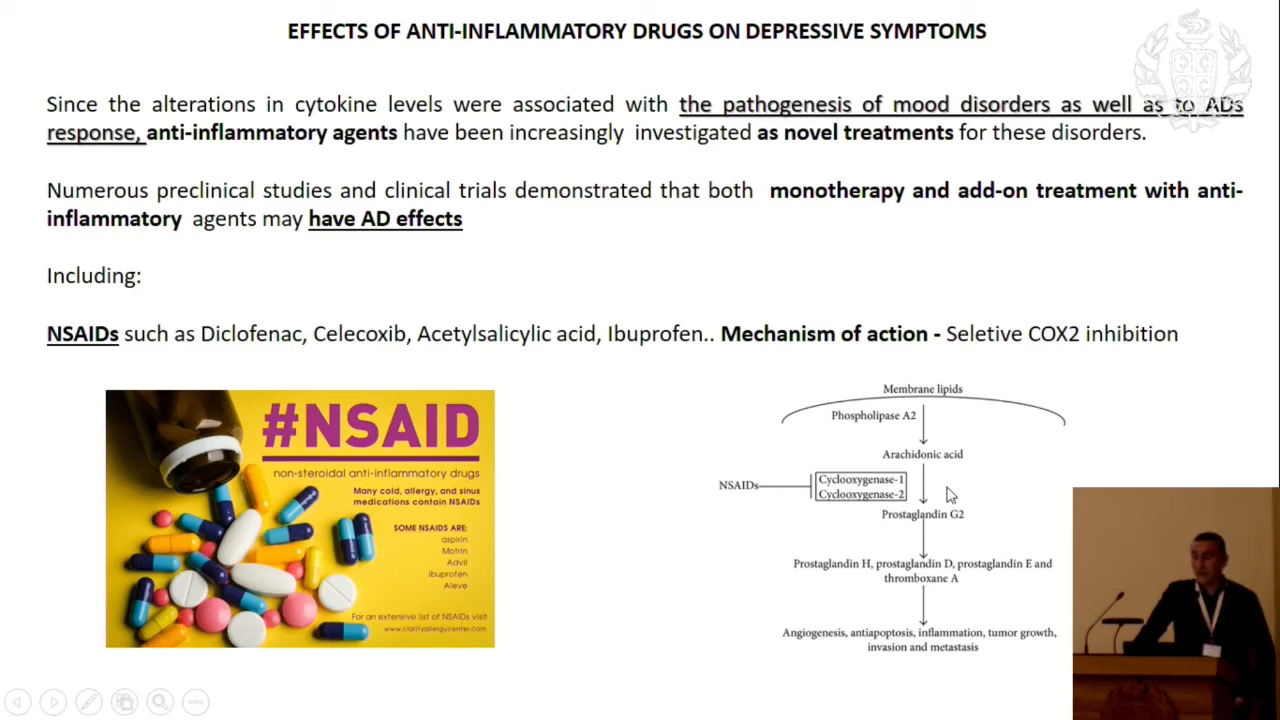 EFFECTS OF ANTI-INFLAMMATORY DRUGS ON DEPRESSIVE SYMPTOMS
Since the alterations in cytokine levels were associated with the pathogenesis of mood disorders as well as to ADs
response, anti-inflammatory agents have been increasingly investigated as novel treatments for these disorders.
Numerous preclinical studies and clinical trials demonstrated that both monotherapy and add-on treatment with anti-
inflammatory agents may have AD effects
Including:
NSAIDs such as Diclofenac, Celecoxib, Acetylsalicylic acid, Ibuprofen.. Mechanism of action - Seletive COX2 inhibition
#NSAID
non-steroidal anti-inflammatory drugs
Many cold, allergy, and sinus
medications contain NSAIDs
SOME NSAIDS ARE:
aspirin
Motrin
Advil
Ibuprofen
Aleve
For an extensive list of NSAIDs visit
www.clarityallergycenter.com
Membrane lipids
Phospholipase A2
Arachidonic acid
NSAIDs
Cyclooxygenase-1
Cyclooxygenase-2
Prostaglandin G2
Prostaglandin H, prostaglandin D, prostaglandin E and
thromboxane A
Angiogenesis, antiapoptosis, inflammation, tumor growth,
invasion and metastasis